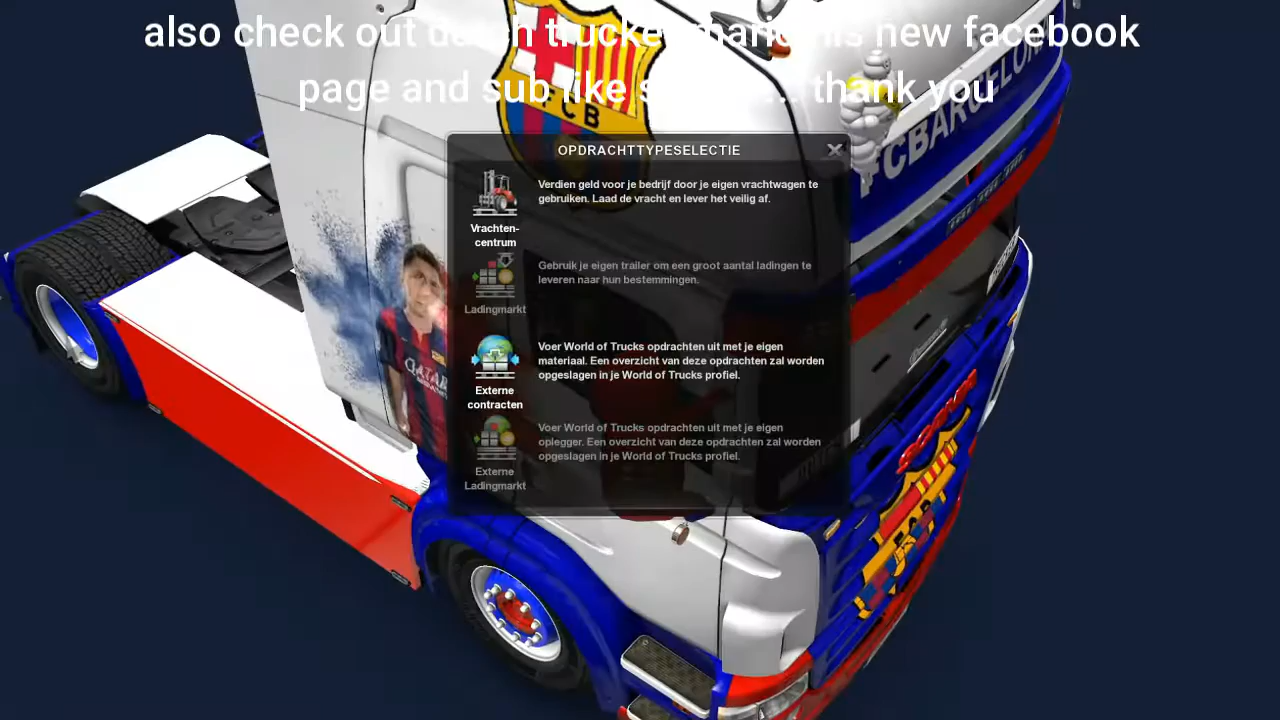 also check out trucke his new facebook
page and sub like thank you
FCB
FCBARCELONA
OPDRACHTTYPESELECTIE
Verdien geld voor je bedrijf door je eigen vrachtwagen te
gebruiken. Laad de vracht en lever het veilig af.
Vrachten-
centrum
Gebruik je eigen trailer om een groot aantal ladingen te
leveren naar hun bestemmingen.
Ladingmarkt
Voer World of Trucks opdrachten uit met je eigen
materiaal. Een overzicht van deze opdrachten zal worden
opgeslagen in je World of Trucks profiel.
Externe
contracten
Voer World of Trucks opdrachten uit met je eigen
oplegger. Een overzicht van deze opdrachten zal worden
opgeslagen in je World of Trucks profiel.
Externe
Ladingmarkt